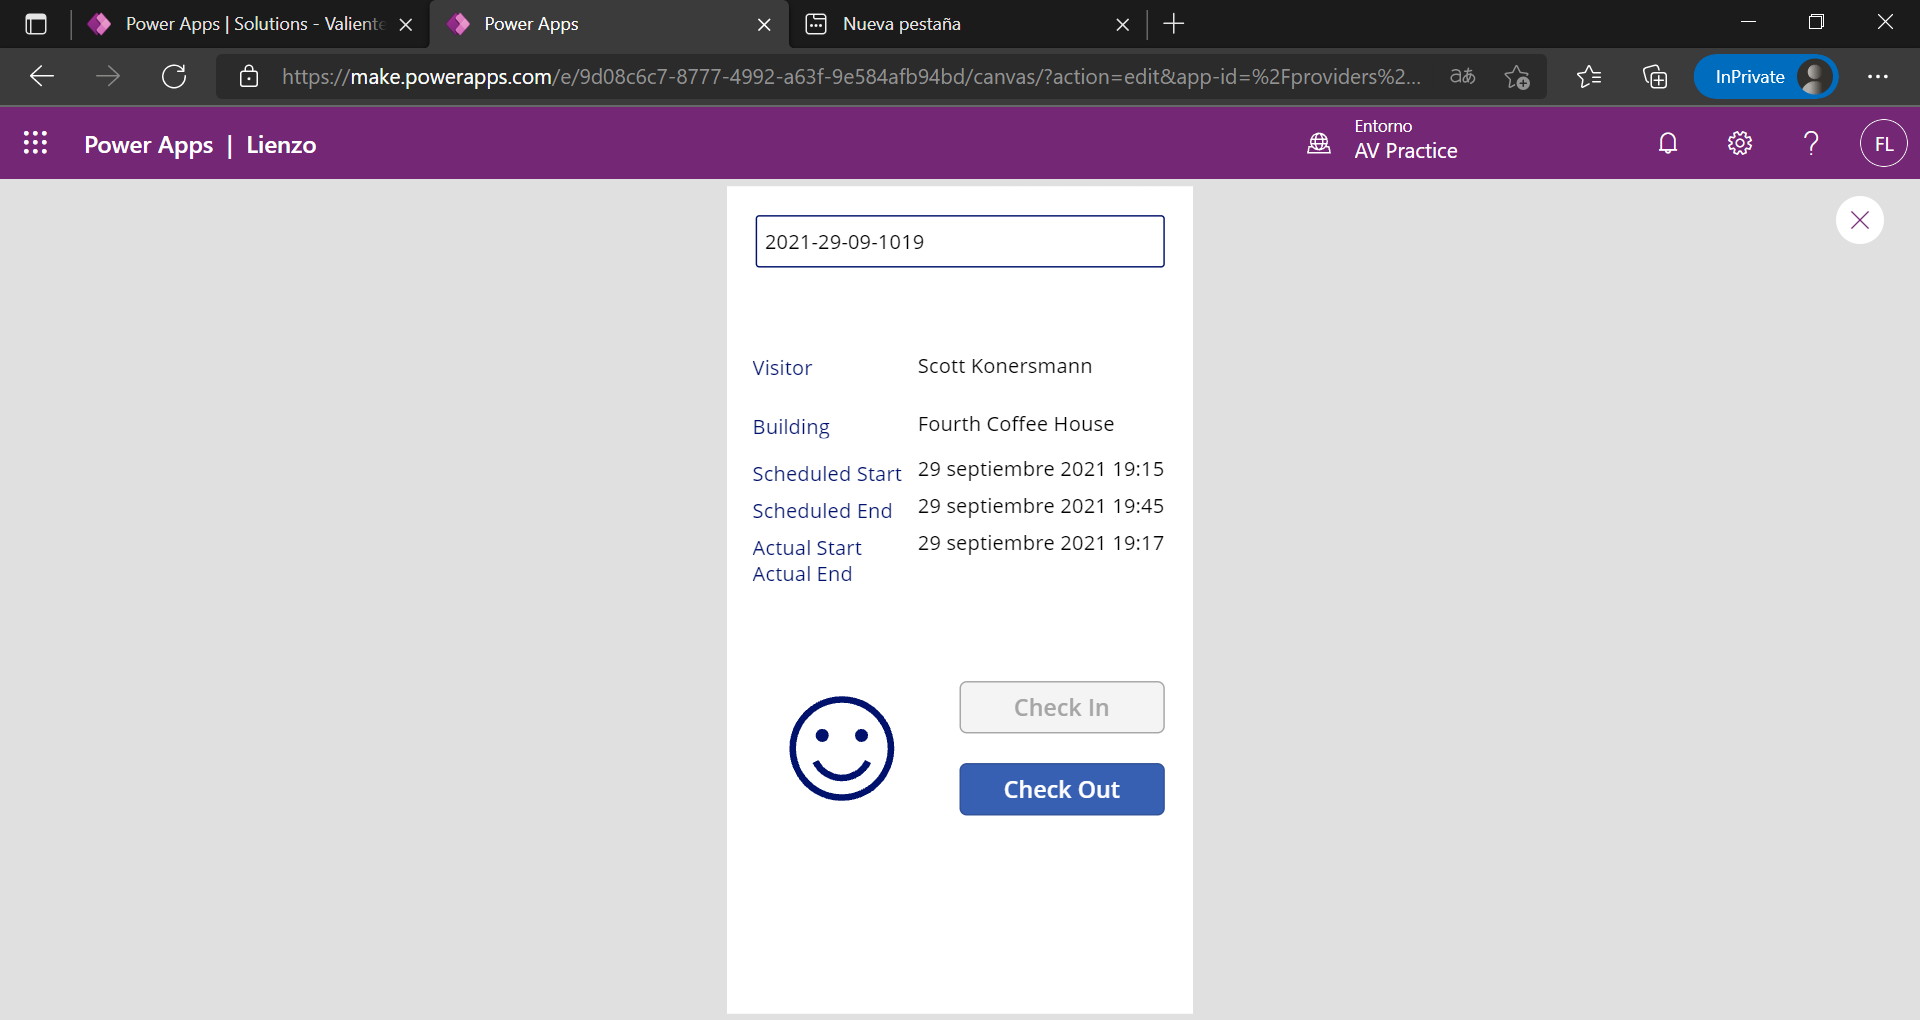 Power Apps | Solutions - Valiente
Power Apps
Nueva pestaña
https://make.powerapps.com/e/9d08c6c7-8777-4992-a63f-9e584afb94bd/canvas/?action=edit&app-id=%2Fproviders%2...
aあ
InPrivate
Power Apps | Lienzo
Entorno
AV Practice
FL
2021-29-09-1019
Visitor Scott Konersmann
Building Fourth Coffee House
Scheduled Start 29 septiembre 2021 19:15
Scheduled End 29 septiembre 2021 19:45
Actual Start 29 septiembre 2021 19:17
Actual End
Check In
Check Out